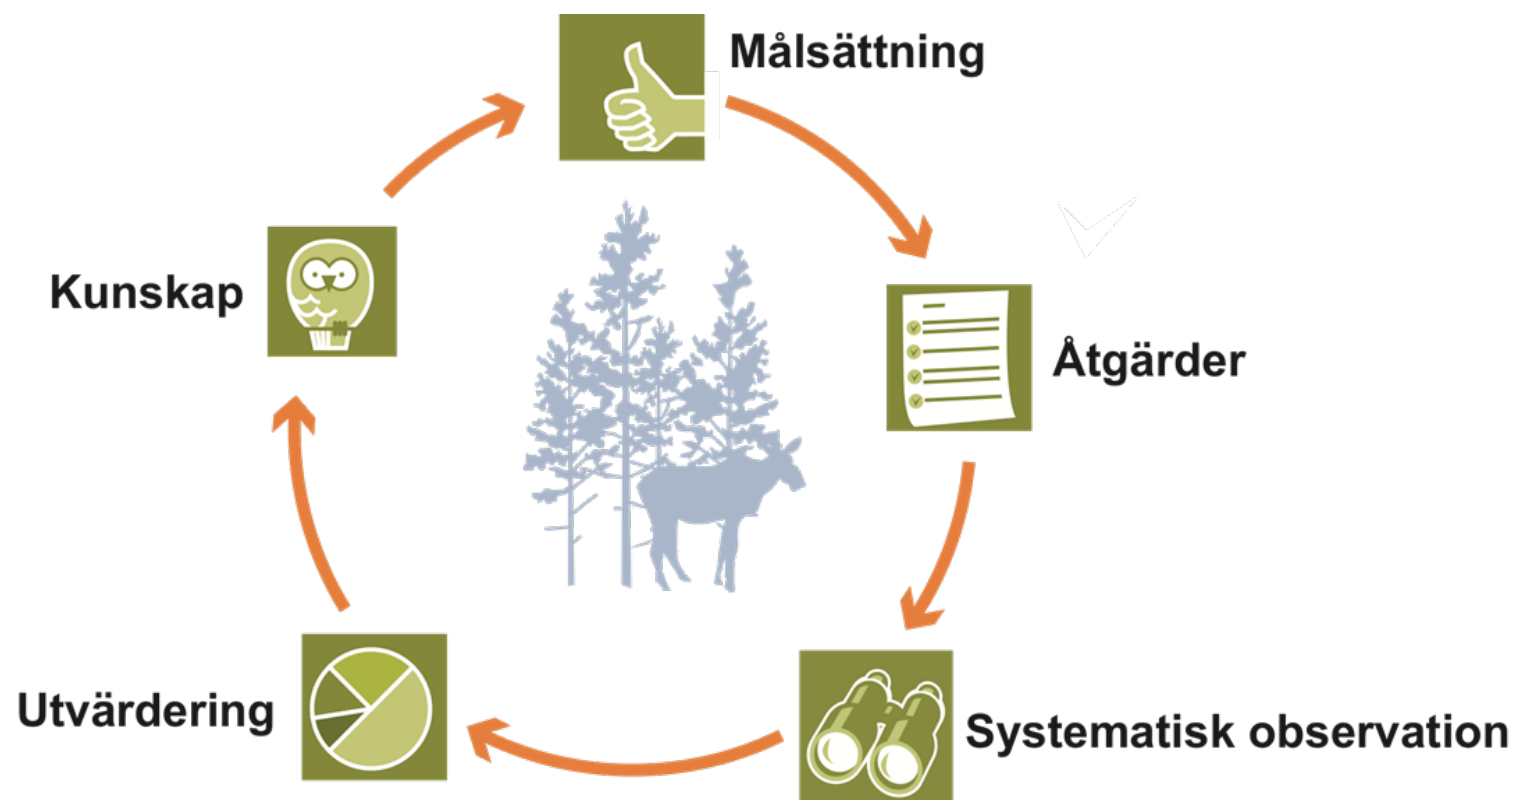 Målsättning
Åtgärder
Systematisk observation
Utvärdering
Kunskap